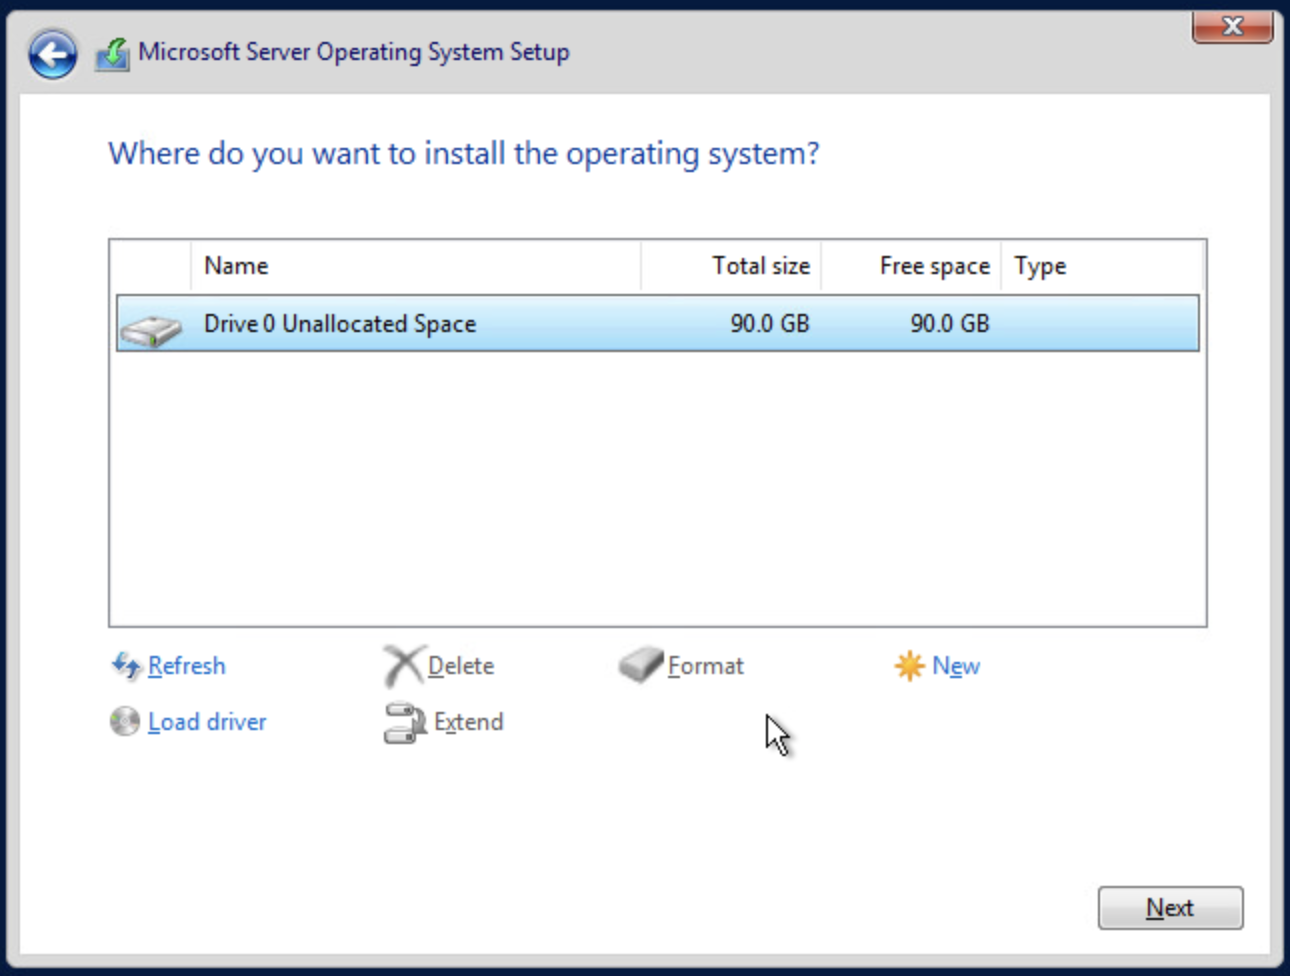 Microsoft Server Operating System Setup
Where do you want to install the operating system?
Name Total size Free space Type
Drive 0 Unallocated Space 90.0 GB 90.0 GB
Refresh Delete Format New
Load driver Extend
Next